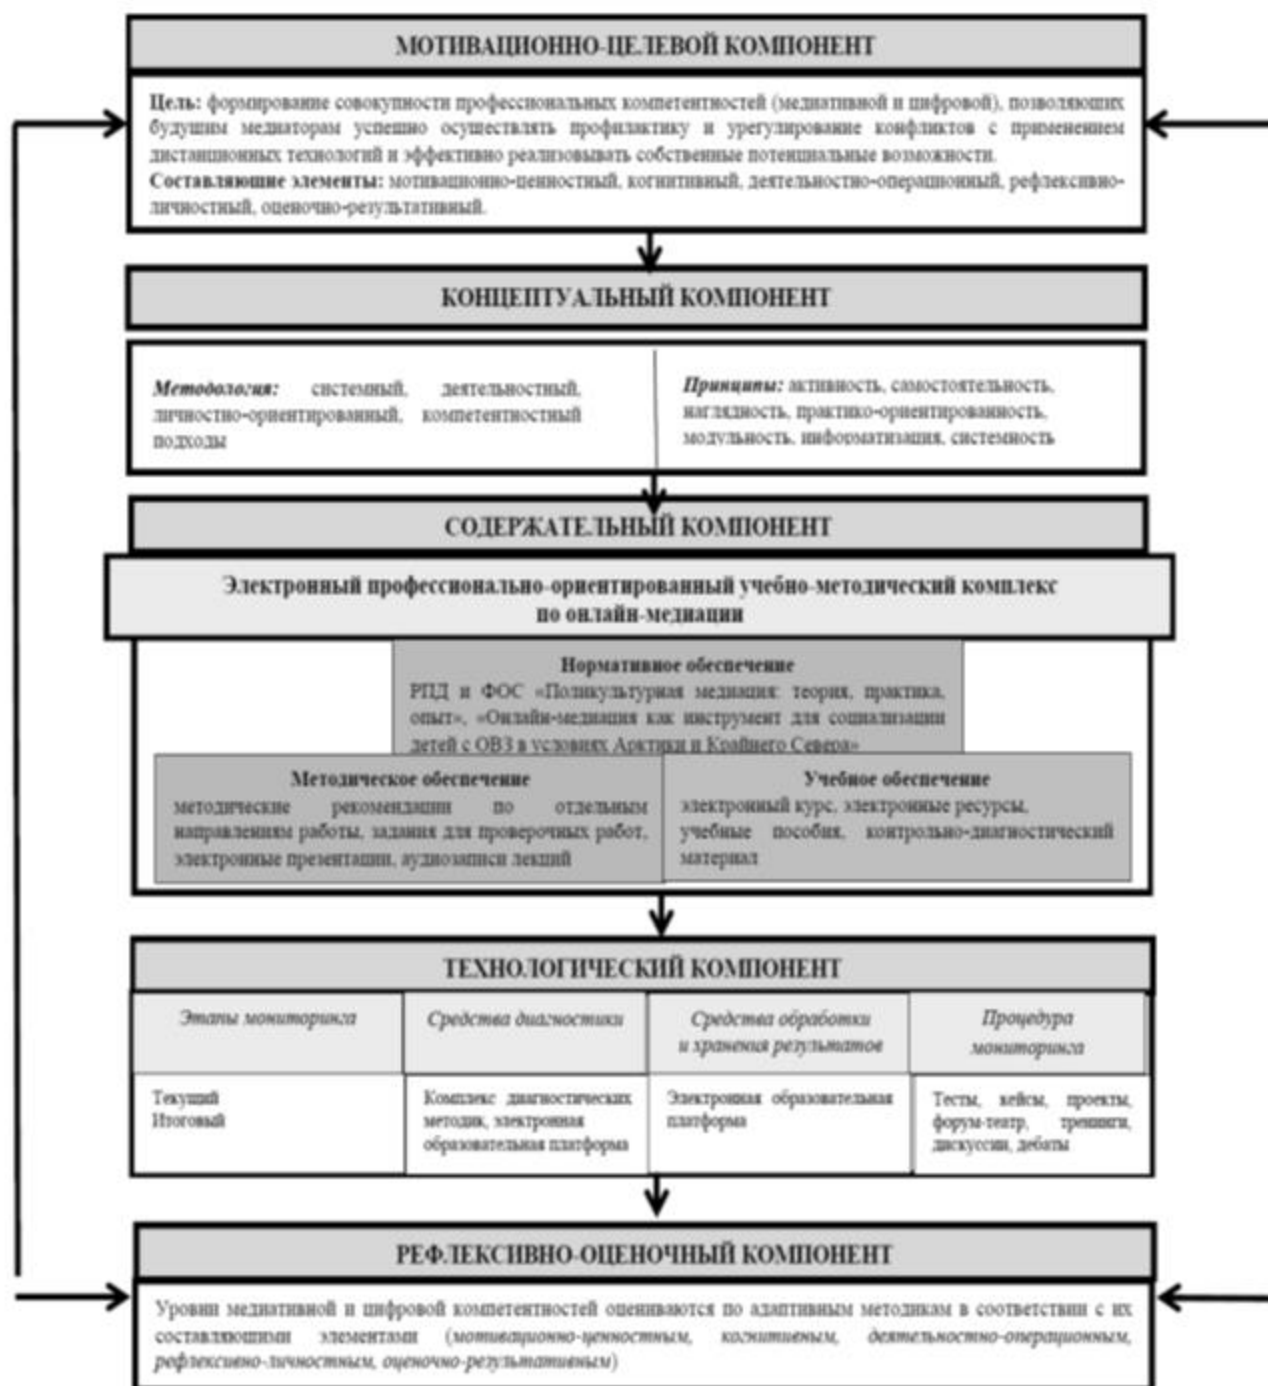 МОТИВАЦИОННО-ЦЕЛЕВОЙ КОМПОНЕНТ
Цель: формирование совокупности профессиональных компетентностей (медиативной и цифровой), позволяющих
будущим медиаторам успешно осуществлять профилактику и урегулирование конфликтов с применением
дистанционных технологий и эффективно реализовывать собственные потенциальные возможности.
Составляющие элементы: мотивационно-ценностный, когнитивный, деятельностно-операционный, рефлексивно-
личностный, оценочно-результативный.
КОНЦЕПТУАЛЬНЫЙ КОМПОНЕНТ
Методология: системный, деятельностный,
личностно-ориентированный, компетентностный
подходы
Принципы: активность, самостоятельность,
наглядность, практико-ориентированность,
модульность, информатизация, системность
СОДЕРЖАТЕЛЬНЫЙ КОМПОНЕНТ
Электронный профессионально-ориентированный учебно-методический комплекс
по онлайн-медиации
Нормативное обеспечение
РПД и ФОС «Поликультурная медиация: теория, практика,
опыт», «Онлайн-медиация как инструмент для социализации
детей с ОВЗ в условиях Арктики и Крайнего Севера»
Методическое обеспечение
методические рекомендации по отдельным
направлениям работы, задания для проверочных работ,
электронные презентации, аудиозаписи лекций
Учебное обеспечение
электронный курс, электронные ресурсы,
учебные пособия, контрольно-диагностический
материал
ТЕХНОЛОГИЧЕСКИЙ КОМПОНЕНТ
Этапы мониторинга
Средства диагностики
Средства обработки
и хранения результатов
Процедура
мониторинга
Текущий
Итоговый
Комплекс диагностических
методик, электронная
образовательная платформа
Электронная образовательная
платформа
Тесты, кейсы, проекты,
форум-театр, тренинги,
дискуссии, дебаты
РЕФЛЕКСИВНО-ОЦЕНОЧНЫЙ КОМПОНЕНТ
Уровни медиативной и цифровой компетентностей оцениваются по адаптивным методикам в соответствии с их
составляющими элементами (мотивационно-ценностным, когнитивным, деятельностно-операционным,
рефлексивно-личностным, оценочно-результативным)